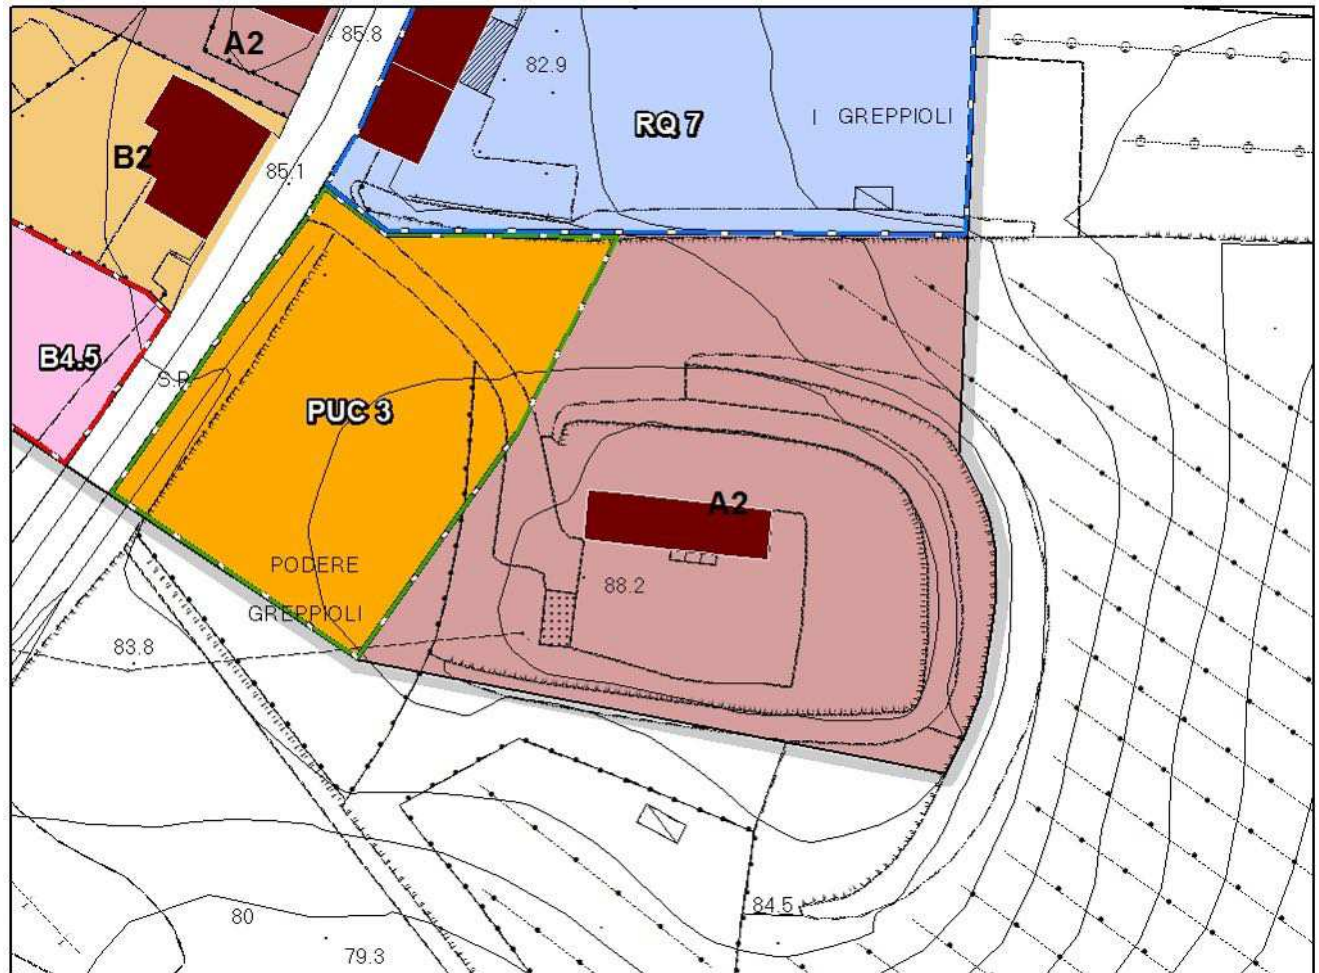 A2
85.8
82.9
RQ 7
I GREPPIOLI
B2
85.1
B4.5
S.P.
PUC 3
A2
PODERE
88.2
GREPPIOLI
83.8
84.5
80
79.3